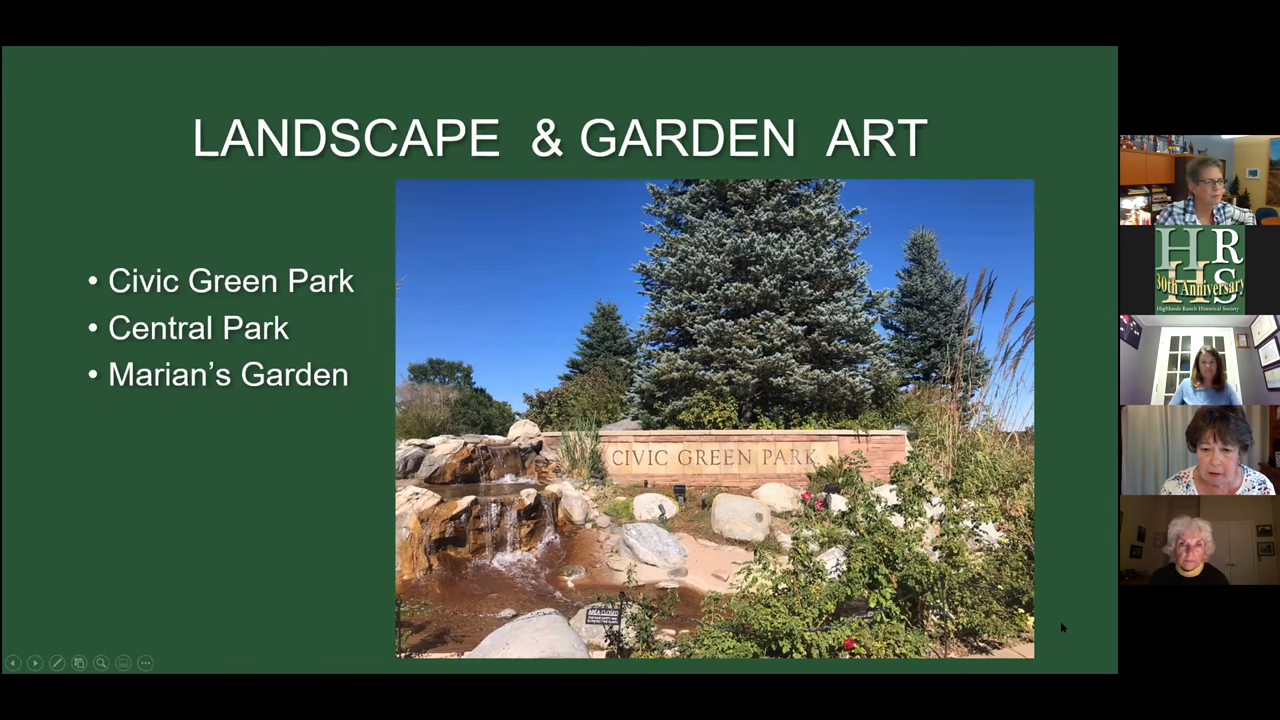 LANDSCAPE & GARDEN ART
• Civic Green Park
• Central Park
• Marian’s Garden
CIVIC GREEN PARK
AREA CLOSED
H R
H S
30th Anniversary
Highlands Ranch Historical Society